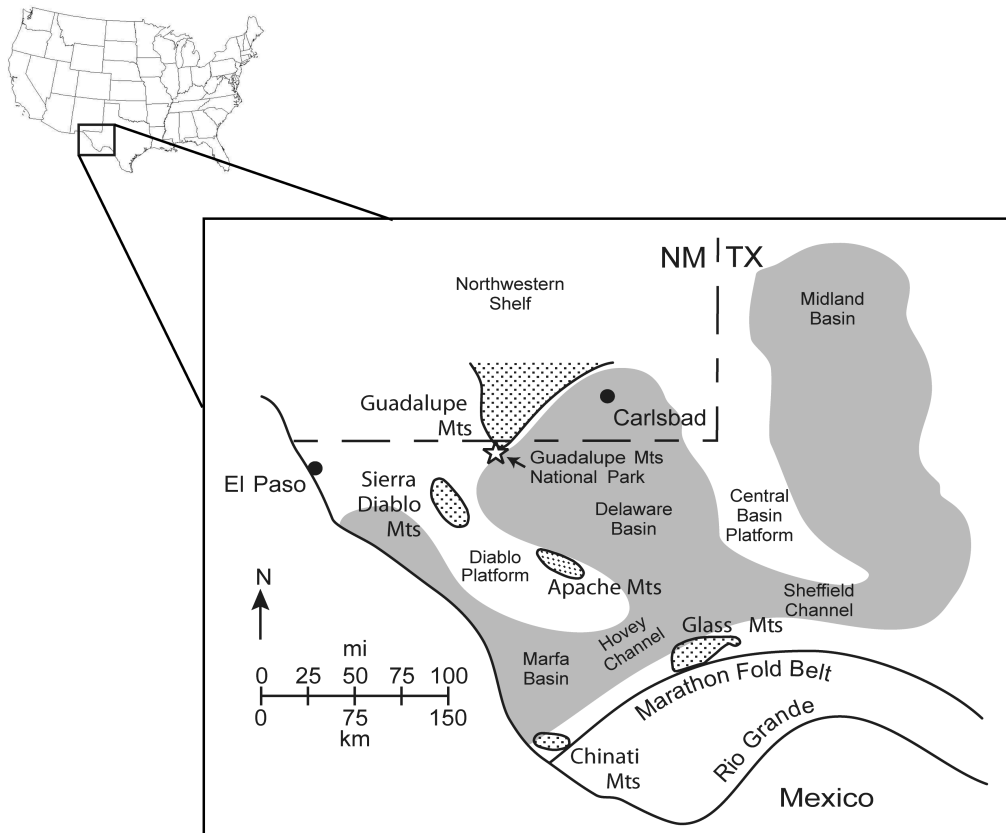 NM
TX
Northwestern
Shelf
Midland
Basin
Guadalupe
Mts
Carlsbad
Guadalupe Mts
National Park
El Paso
Sierra
Diablo
Mts
Delaware
Basin
Central
Basin
Platform
Diablo
Platform
Apache Mts
Sheffield
Channel
N
Glass Mts
Hovey
Channel
Marfa
Basin
mi
0 25 50 75 100
0 75 150
km
Marathon Fold Belt
Rio Grande
Chinati
Mts
Mexico